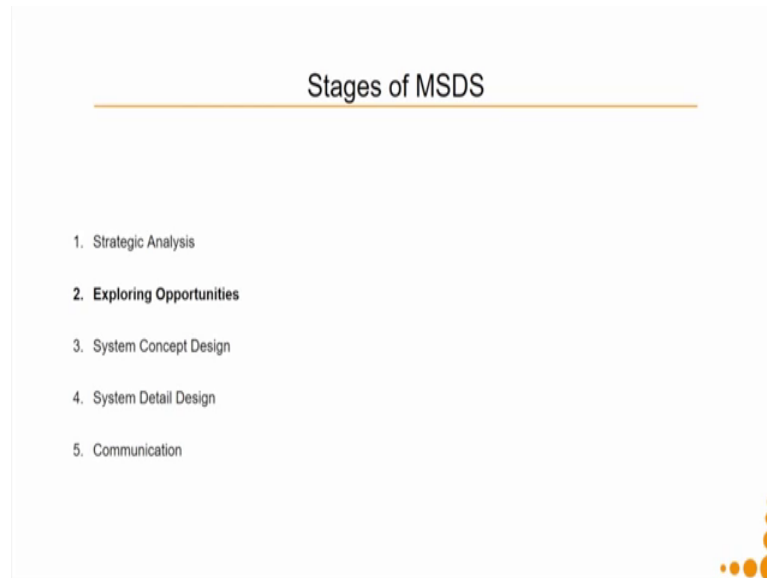 Stages of MSDS
1. Strategic Analysis
2. Exploring Opportunities
3. System Concept Design
4. System Detail Design
5. Communication